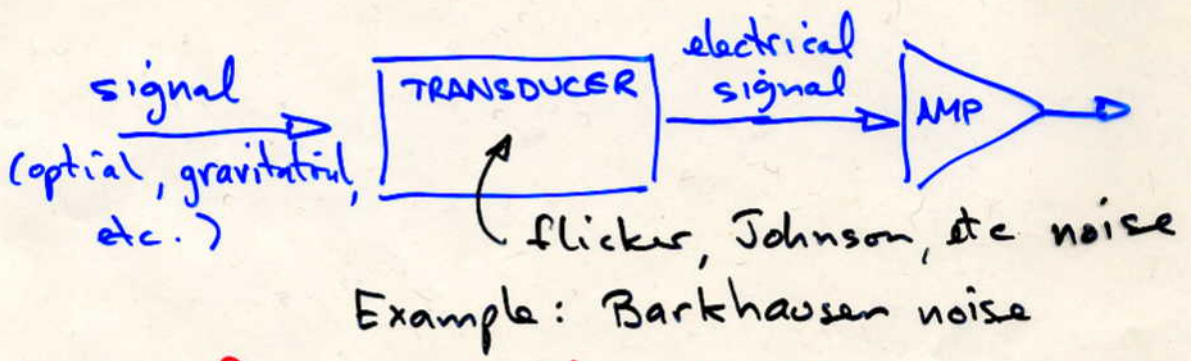 signal
(optial, gravitatinl,
etc.)
TRANSDUCER
electrical
signal
AMP
flicker, Johnson, etc noise
Example: Barkhausen noise